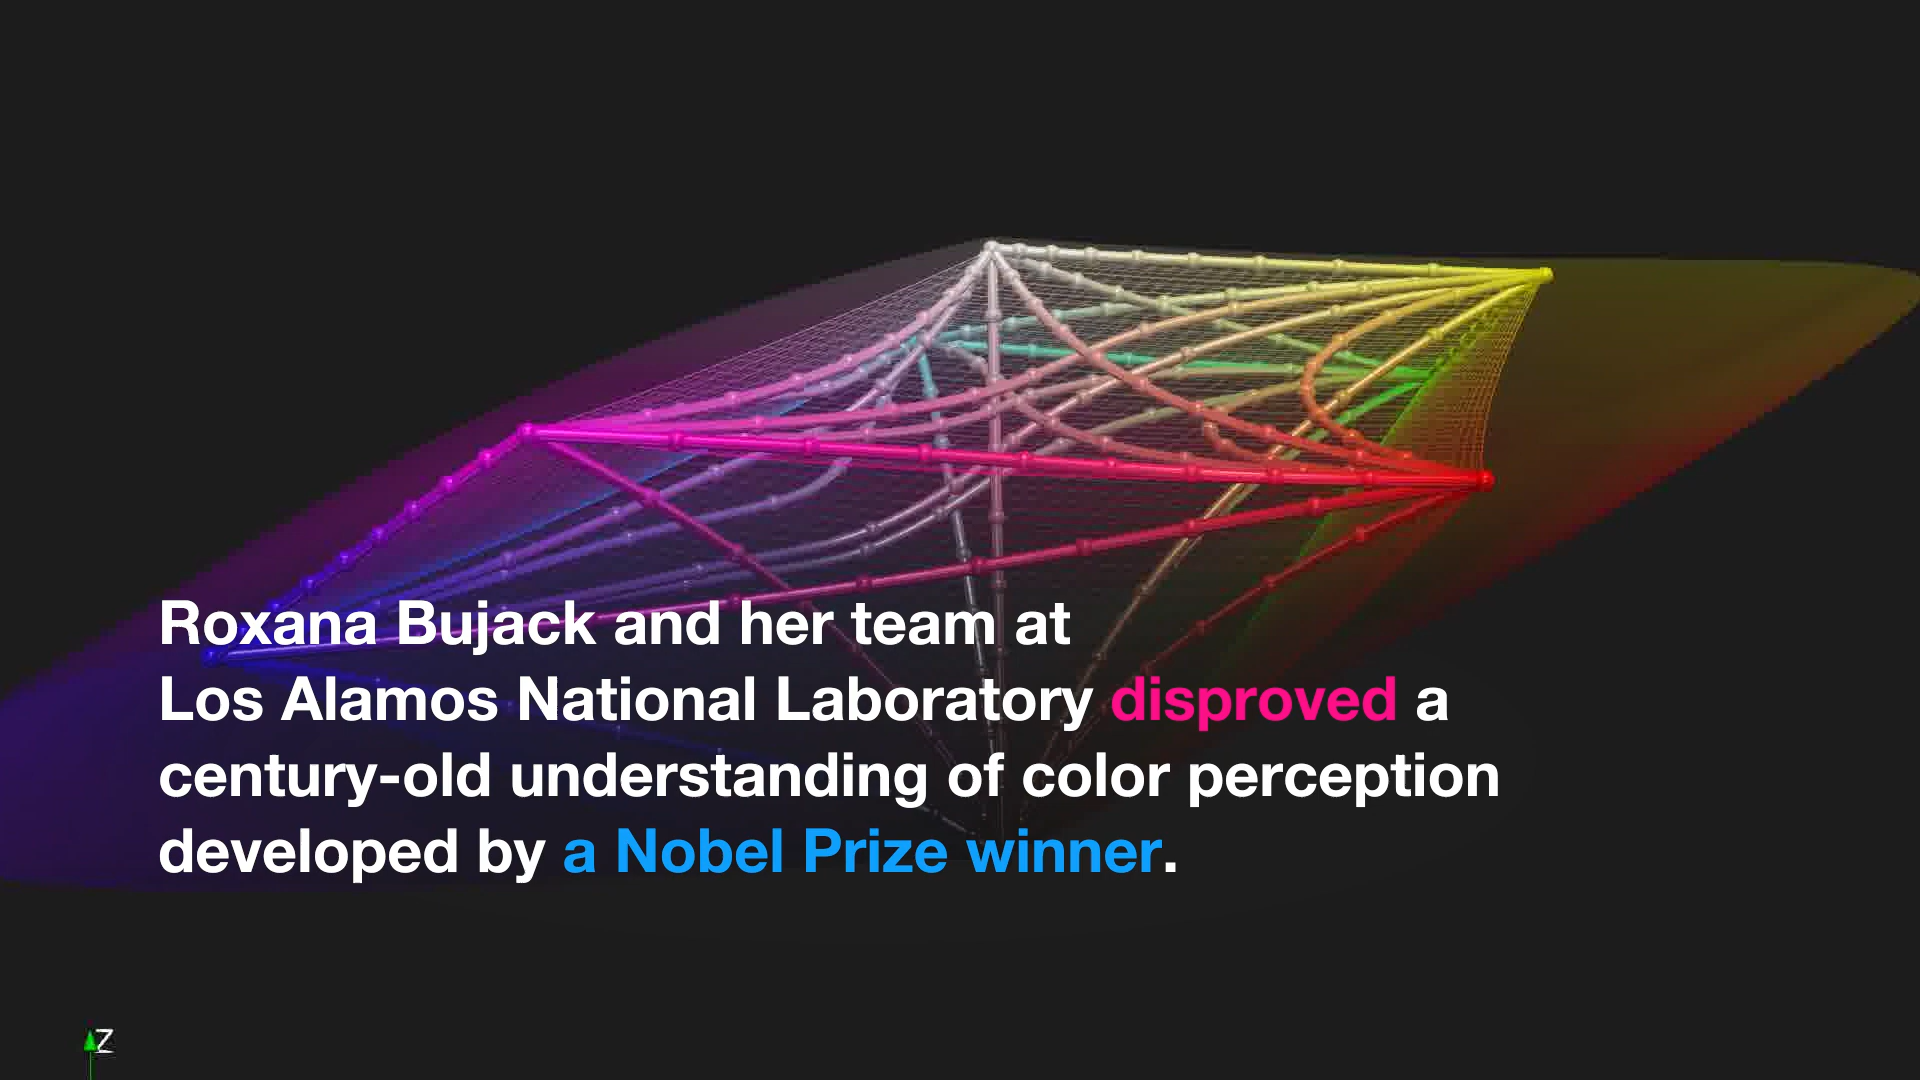 Roxana Bujack and her team at
Los Alamos National Laboratory disproved a
century-old understanding of color perception
developed by a Nobel Prize winner.
Z